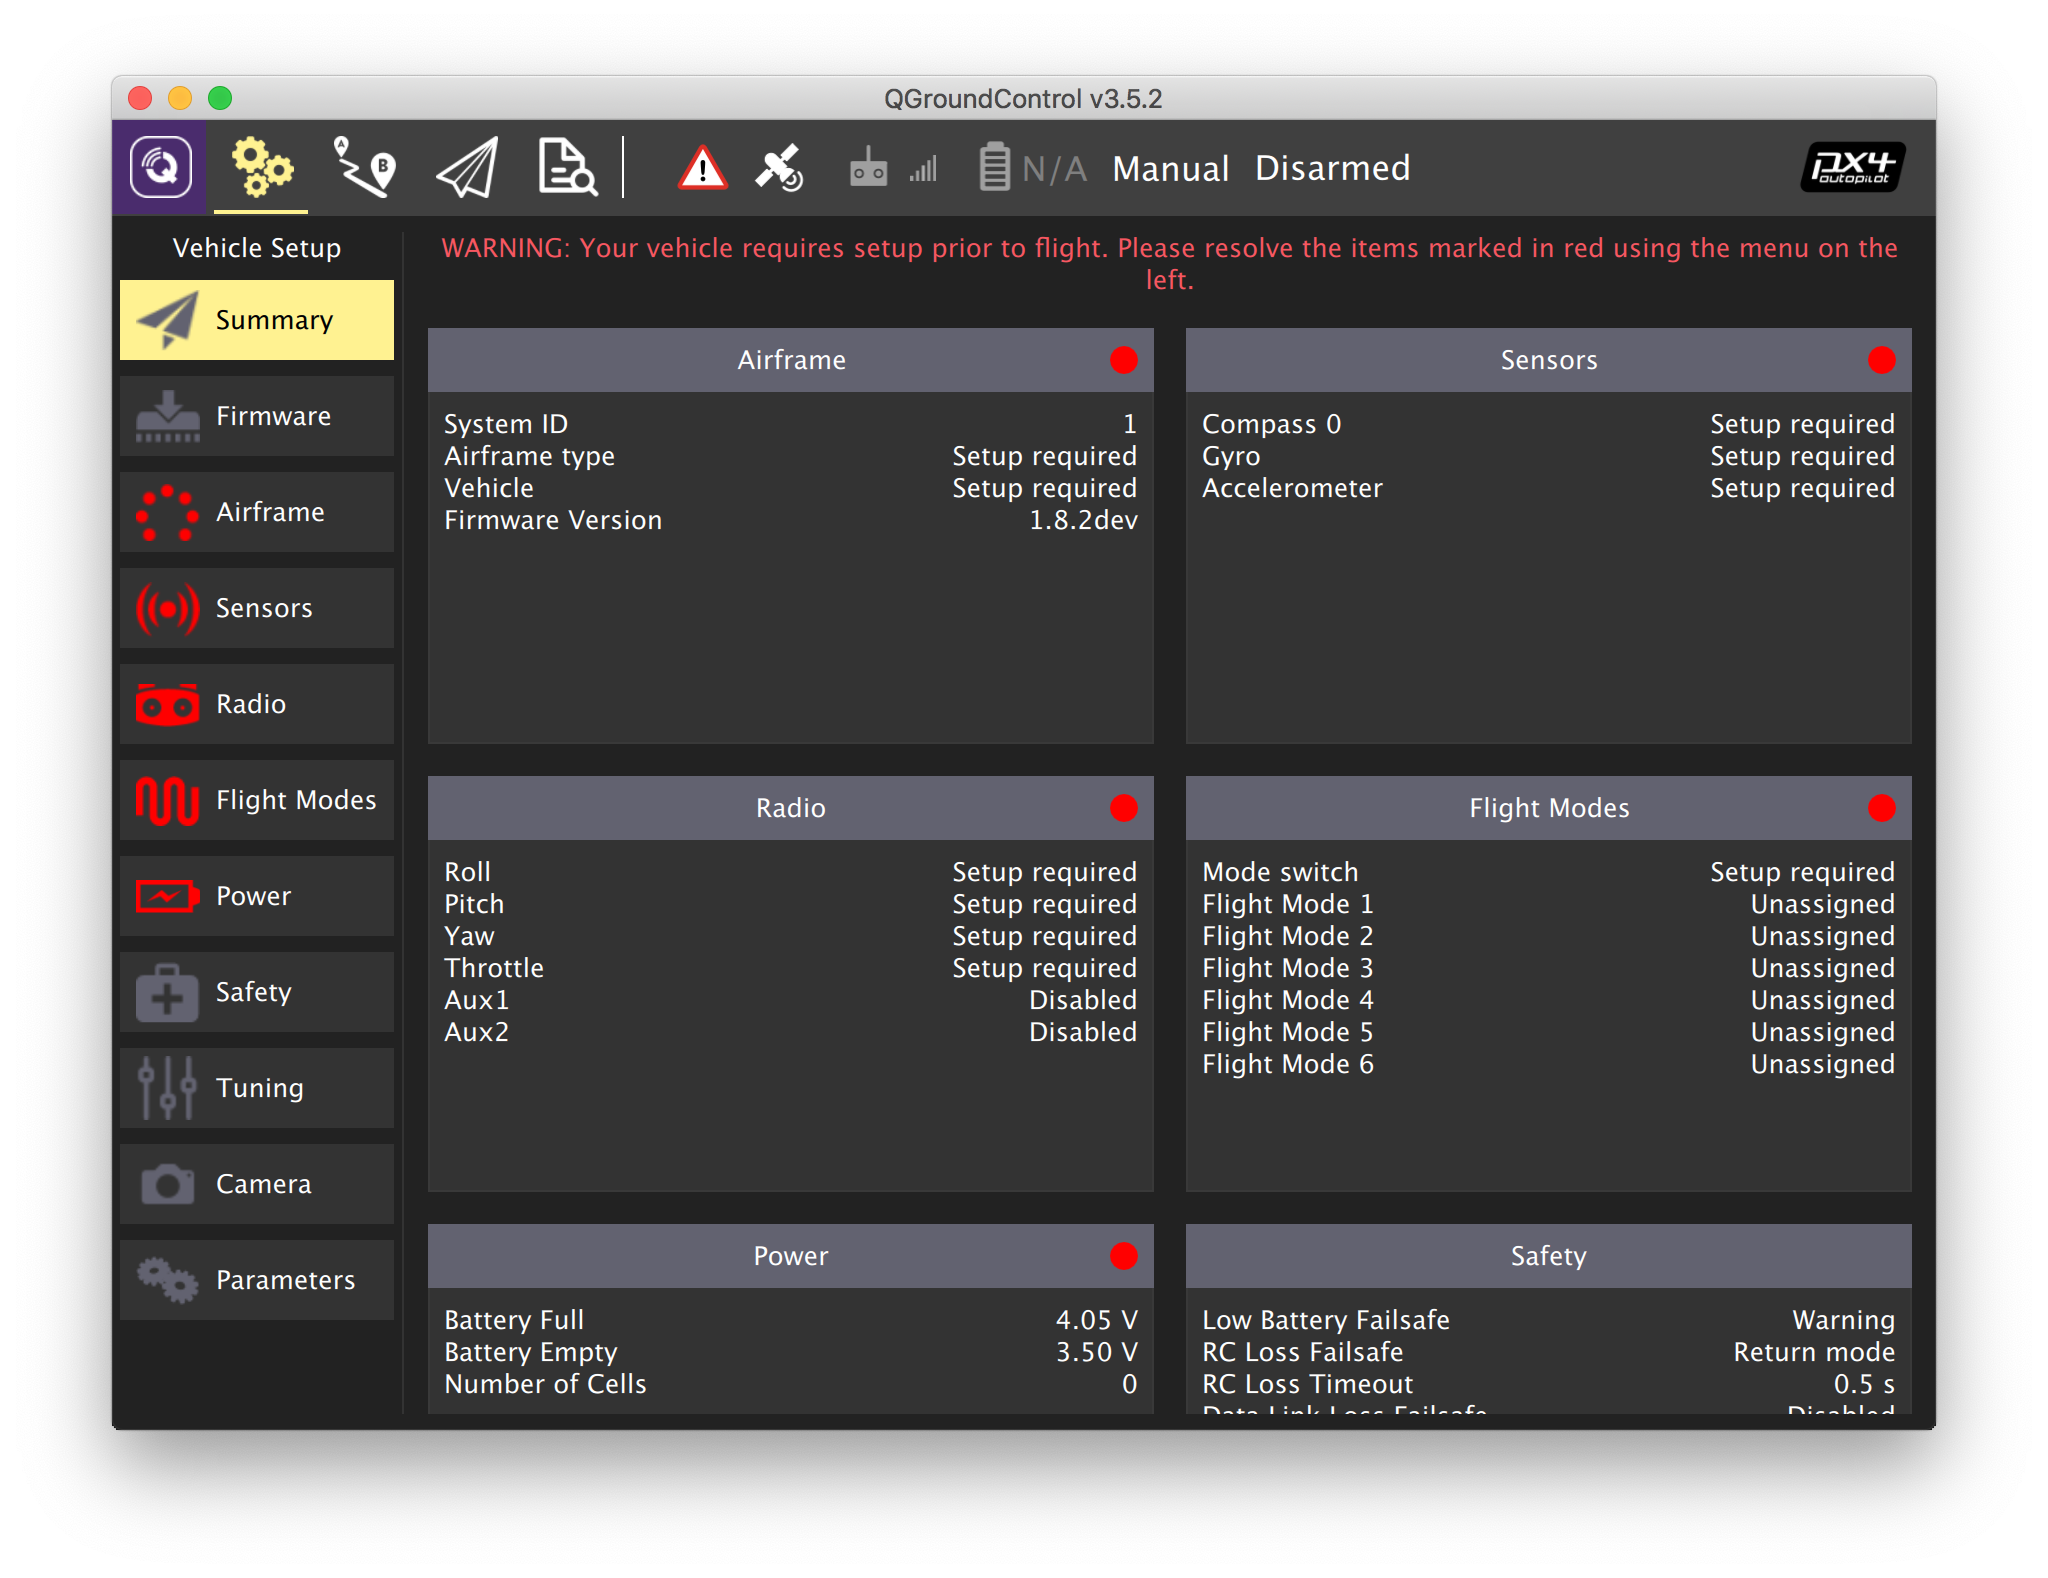 QGroundControl v3.5.2
A
B
N/A Manual Disarmed
px4
autopilot
Vehicle Setup
Summary
Firmware
Airframe
Sensors
Radio
Flight Modes
Power
Safety
Tuning
Camera
Parameters
WARNING: Your vehicle requires setup prior to flight. Please resolve the items marked in red using the menu on the
left.
Airframe
System ID 1
Airframe type Setup required
Vehicle Setup required
Firmware Version 1.8.2dev
Sensors
Compass 0 Setup required
Gyro Setup required
Accelerometer Setup required
Radio
Roll Setup required
Pitch Setup required
Yaw Setup required
Throttle Setup required
Aux1 Disabled
Aux2 Disabled
Flight Modes
Mode switch Setup required
Flight Mode 1 Unassigned
Flight Mode 2 Unassigned
Flight Mode 3 Unassigned
Flight Mode 4 Unassigned
Flight Mode 5 Unassigned
Flight Mode 6 Unassigned
Power
Battery Full 4.05 V
Battery Empty 3.50 V
Number of Cells 0
Safety
Low Battery Failsafe Warning
RC Loss Failsafe Return mode
RC Loss Timeout 0.5 s
Data Link Loss Failsafe Disabled